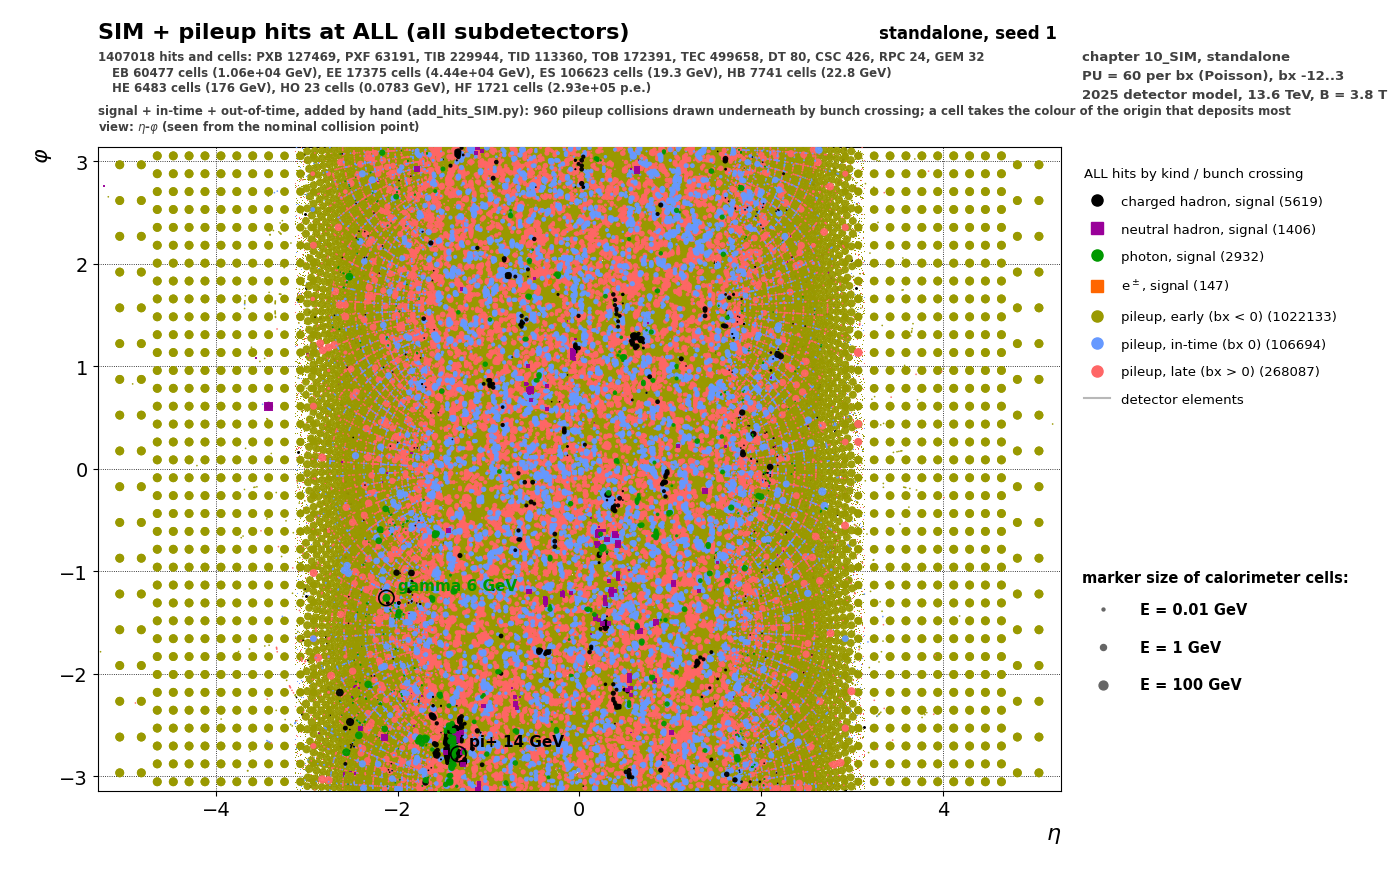 SIM + pileup hits at ALL (all subdetectors)
standalone, seed 1
1407018 hits and cells: PXB 127469, PXF 63191, TIB 229944, TID 113360, TOB 172391, TEC 499658, DT 80, CSC 426, RPC 24, GEM 32
EB 60477 cells (1.06e+04 GeV), EE 17375 cells (4.44e+04 GeV), ES 106623 cells (19.3 GeV), HB 7741 cells (22.8 GeV)
HE 6483 cells (176 GeV), HO 23 cells (0.0783 GeV), HF 1721 cells (2.93e+05 p.e.)
signal + in-time + out-of-time, added by hand (add_hits_SIM.py): 960 pileup collisions drawn underneath by bunch crossing; a cell takes the colour of the origin that deposits most
view: η-φ (seen from the nominal collision point)
chapter 10_SIM, standalone
PU = 60 per bx (Poisson), bx -12..3
2025 detector model, 13.6 TeV, B = 3.8 T
φ
3
2
1
0
−1
−2
−3
−4
−2
0
2
4
η
gamma 6 GeV
pi+ 14 GeV
ALL hits by kind / bunch crossing
charged hadron, signal (5619)
neutral hadron, signal (1406)
photon, signal (2932)
e±, signal (147)
pileup, early (bx < 0) (1022133)
pileup, in-time (bx 0) (106694)
pileup, late (bx > 0) (268087)
detector elements
marker size of calorimeter cells:
E = 0.01 GeV
E = 1 GeV
E = 100 GeV